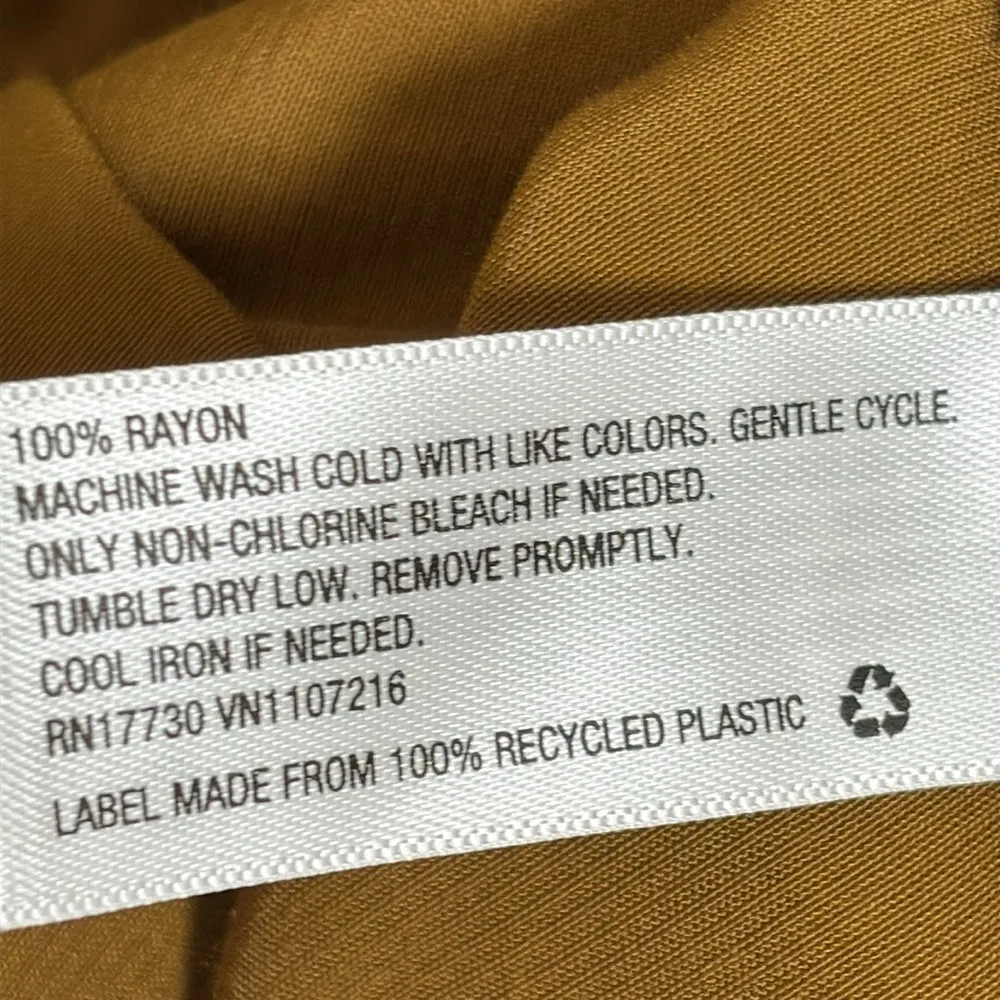 100% RAYON
MACHINE WASH COLD WITH LIKE COLORS. GENTLE CYCLE.
ONLY NON-CHLORINE BLEACH IF NEEDED.
TUMBLE DRY LOW. REMOVE PROMPTLY.
COOL IRON IF NEEDED.
RN17730 VN1107216
LABEL MADE FROM 100% RECYCLED PLASTIC